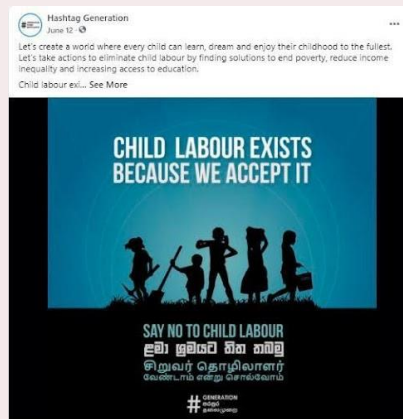 Hashtag Generation
June 12 ·
Let's create a world where every child can learn, dream and enjoy their childhood to the fullest.
Let's take actions to eliminate child labour by finding solutions to end poverty, reduce income
inequality and increasing access to education.
Child labour exi... See More
CHILD LABOUR EXISTS
BECAUSE WE ACCEPT IT
SAY NO TO CHILD LABOUR
ළමා ශ්‍රමයට තිත තබමු
சிறுவர் தொழிலாளர்
வேண்டாம் என்று சொல்வோம்
# GENERATION
தலைமுறை